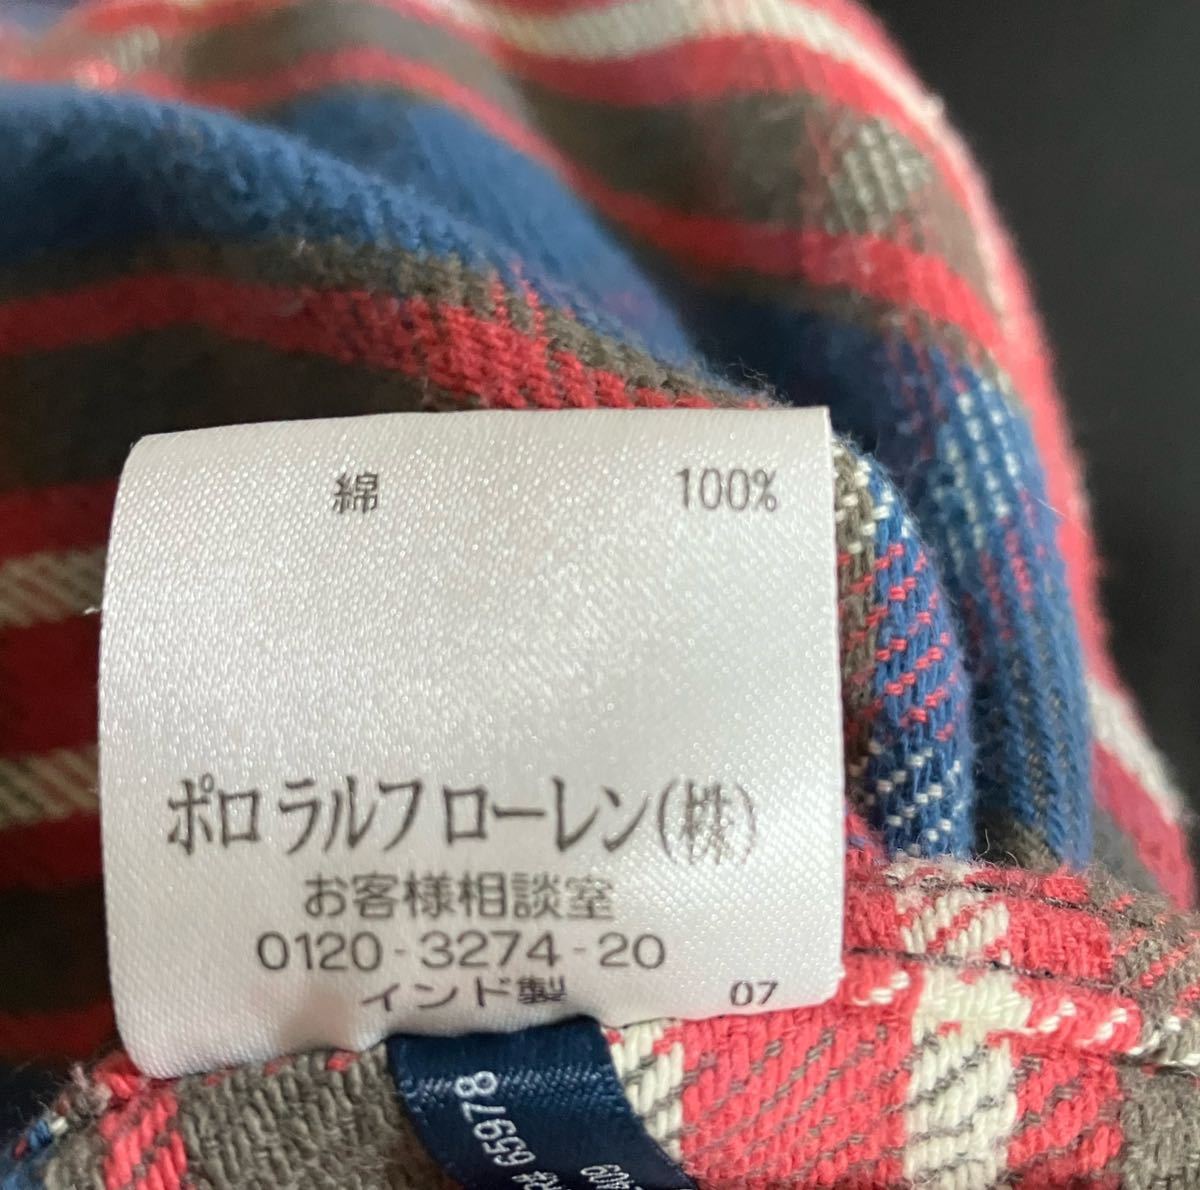 綿 100%
ポロ ラルフ ローレン(株)
お客様相談室
0120-3274-20
インド製 07
65978